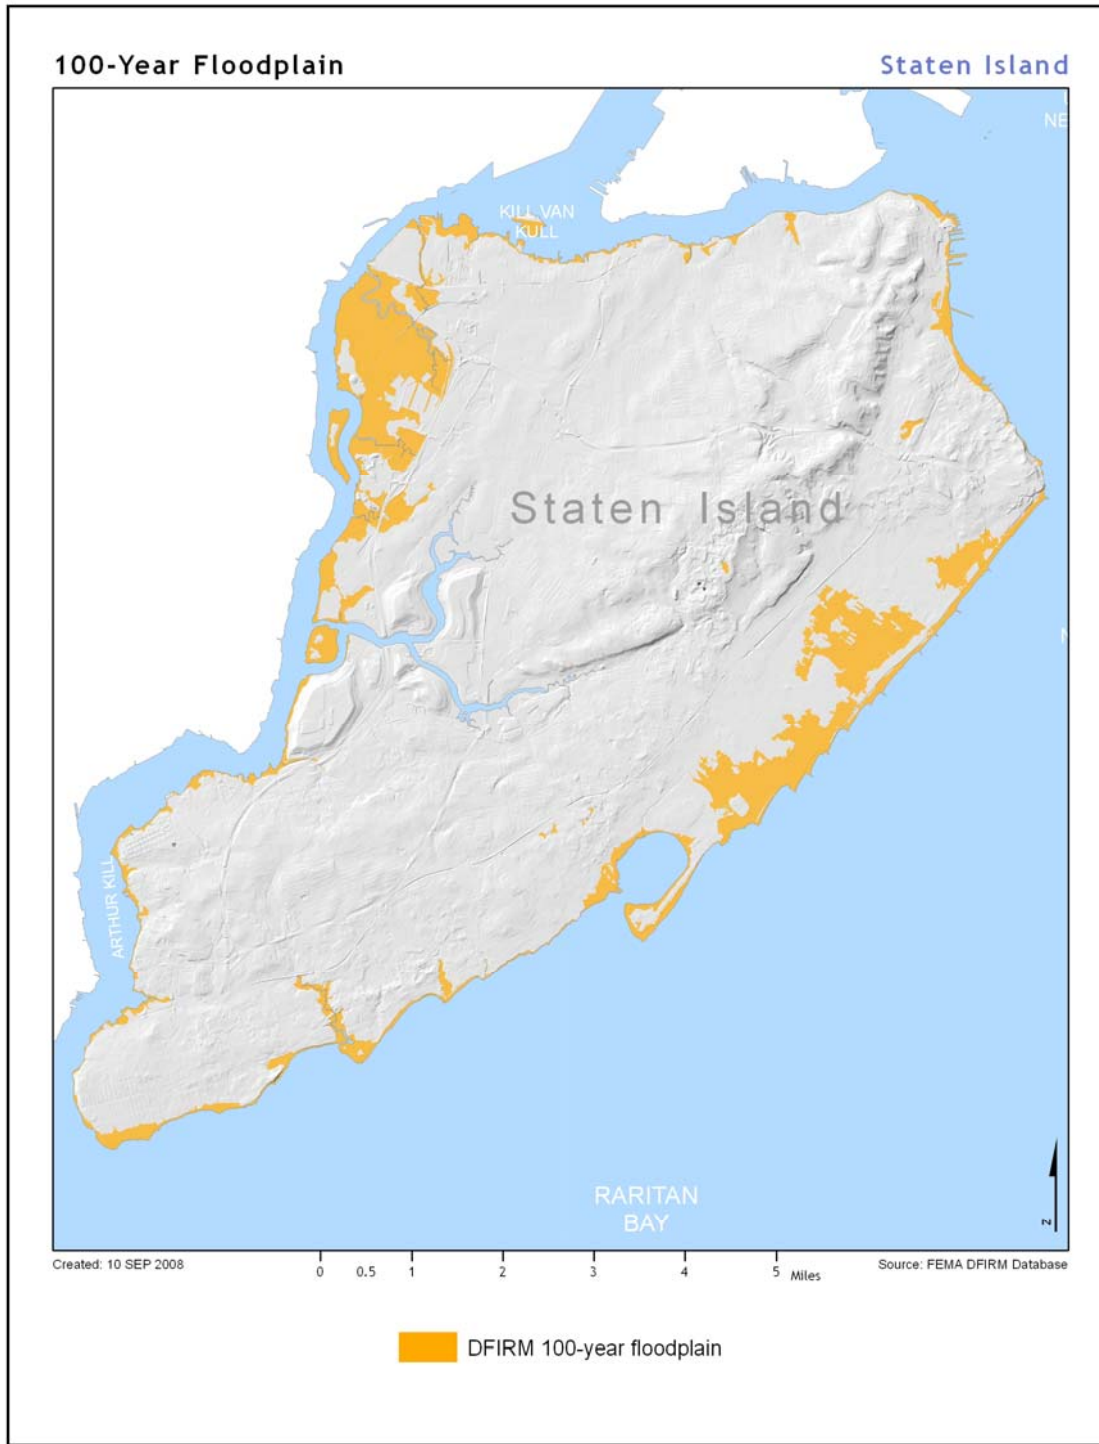 100-Year Floodplain
Staten Island
NE
KILL VAN
KULL
Staten Island
N
ARTHUR KILL
RARITAN
BAY
N
Created: 10 SEP 2008
0 0.5 1 2 3 4 5 Miles
Source: FEMA DFIRM Database
DFIRM 100-year floodplain